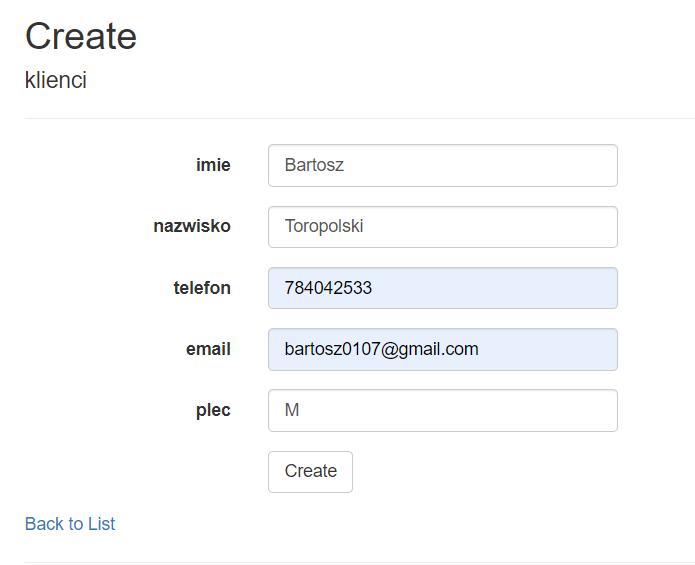 Create
klienci
imie Bartosz
nazwisko Toropolski
telefon 784042533
email bartosz0107@gmail.com
plec M
Create
Back to List